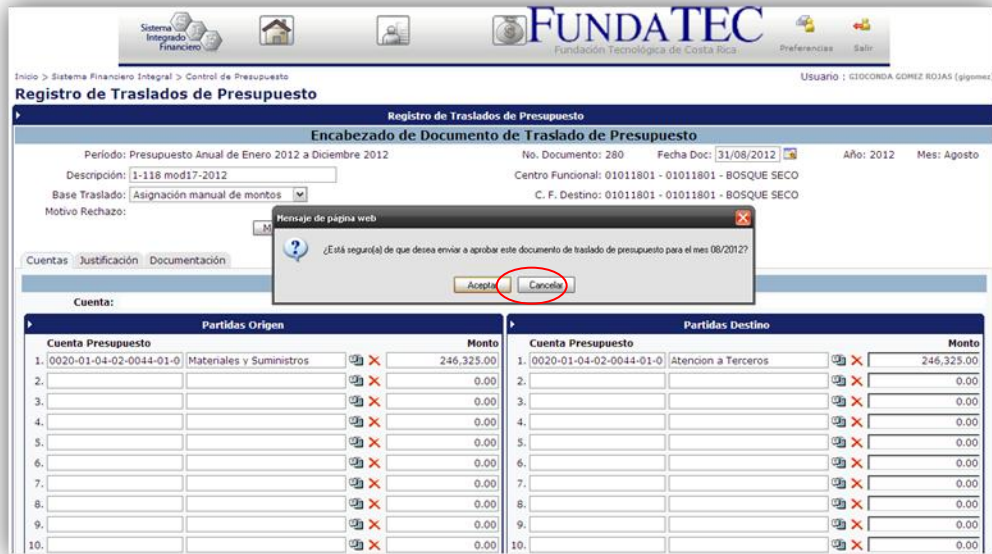 Sistema
Integrado
Financiero
FUNDATEC
Fundación Tecnológica de Costa Rica
Preferencias
Salir
Inicio > Sistema Financiero Integral > Control de Presupuesto
Usuario : GIOCONDA GOMEZ ROJAS (gigomez)
Registro de Traslados de Presupuesto
Registro de Traslados de Presupuesto
Encabezado de Documento de Traslado de Presupuesto
Período: Presupuesto Anual de Enero 2012 a Diciembre 2012 No. Documento: 280 Fecha Doc: 31/08/2012 Año: 2012 Mes: Agosto
Descripción: 1-118 mod17-2012 Centro Funcional: 01011801 - 01011801 - BOSQUE SECO
Base Traslado: Asignación manual de montos C. F. Destino: 01011801 - 01011801 - BOSQUE SECO
Motivo Rechazo:
M
Mensaje de página web
¿Está seguro(a) de que desea enviar a aprobar este documento de traslado de presupuesto para el mes 08/2012?
Aceptar Cancelar
Cuentas Justificación Documentación
Cuenta:
Partidas Origen Partidas Destino
Cuenta Presupuesto Monto Cuenta Presupuesto Monto
1. 0020-01-04-02-0044-01-0 Materiales y Suministros 246,325.00 1. 0020-01-04-02-0044-01-0 Atencion a Terceros 246,325.00
2. 0.00 2. 0.00
3. 0.00 3. 0.00
4. 0.00 4. 0.00
5. 0.00 5. 0.00
6. 0.00 6. 0.00
7. 0.00 7. 0.00
8. 0.00 8. 0.00
9. 0.00 9. 0.00
10. 0.00 10. 0.00